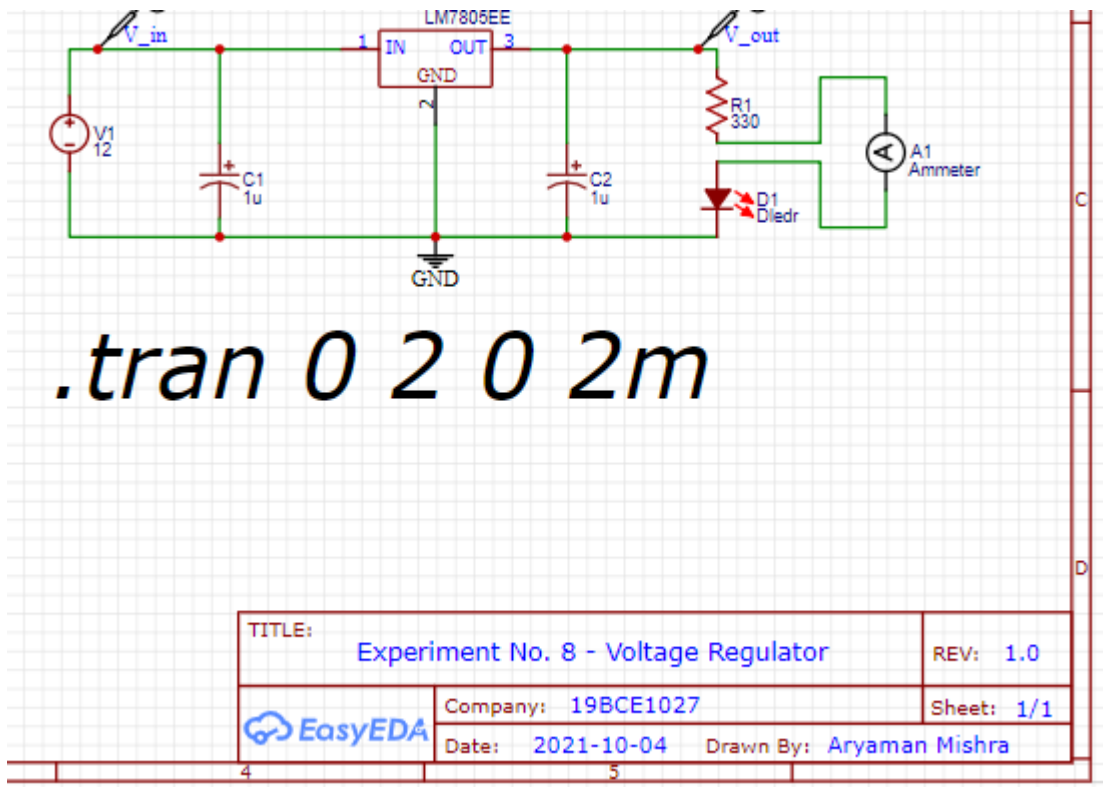 LM7805EE
V_in
V_out
1 IN OUT 3
GND
2
R1
330
V1
12
A1
Ammeter
C1
1u
C2
1u
D1
Dledr
C
GND
.tran 0 2 0 2m
D
TITLE:
Experiment No. 8 - Voltage Regulator
REV: 1.0
EasyEDA
Company: 19BCE1027
Sheet: 1/1
Date: 2021-10-04 Drawn By: Aryaman Mishra
4 5